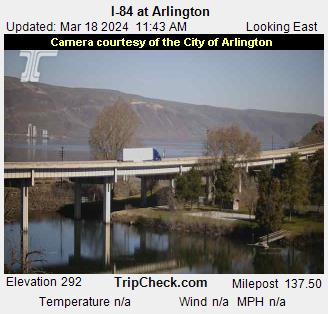 I-84 at Arlington
Updated: Mar 18 2024 11:43 AM Looking East
Camera courtesy of the City of Arlington
Elevation 292 TripCheck.com Milepost 137.50
Temperature n/a Wind n/a MPH n/a